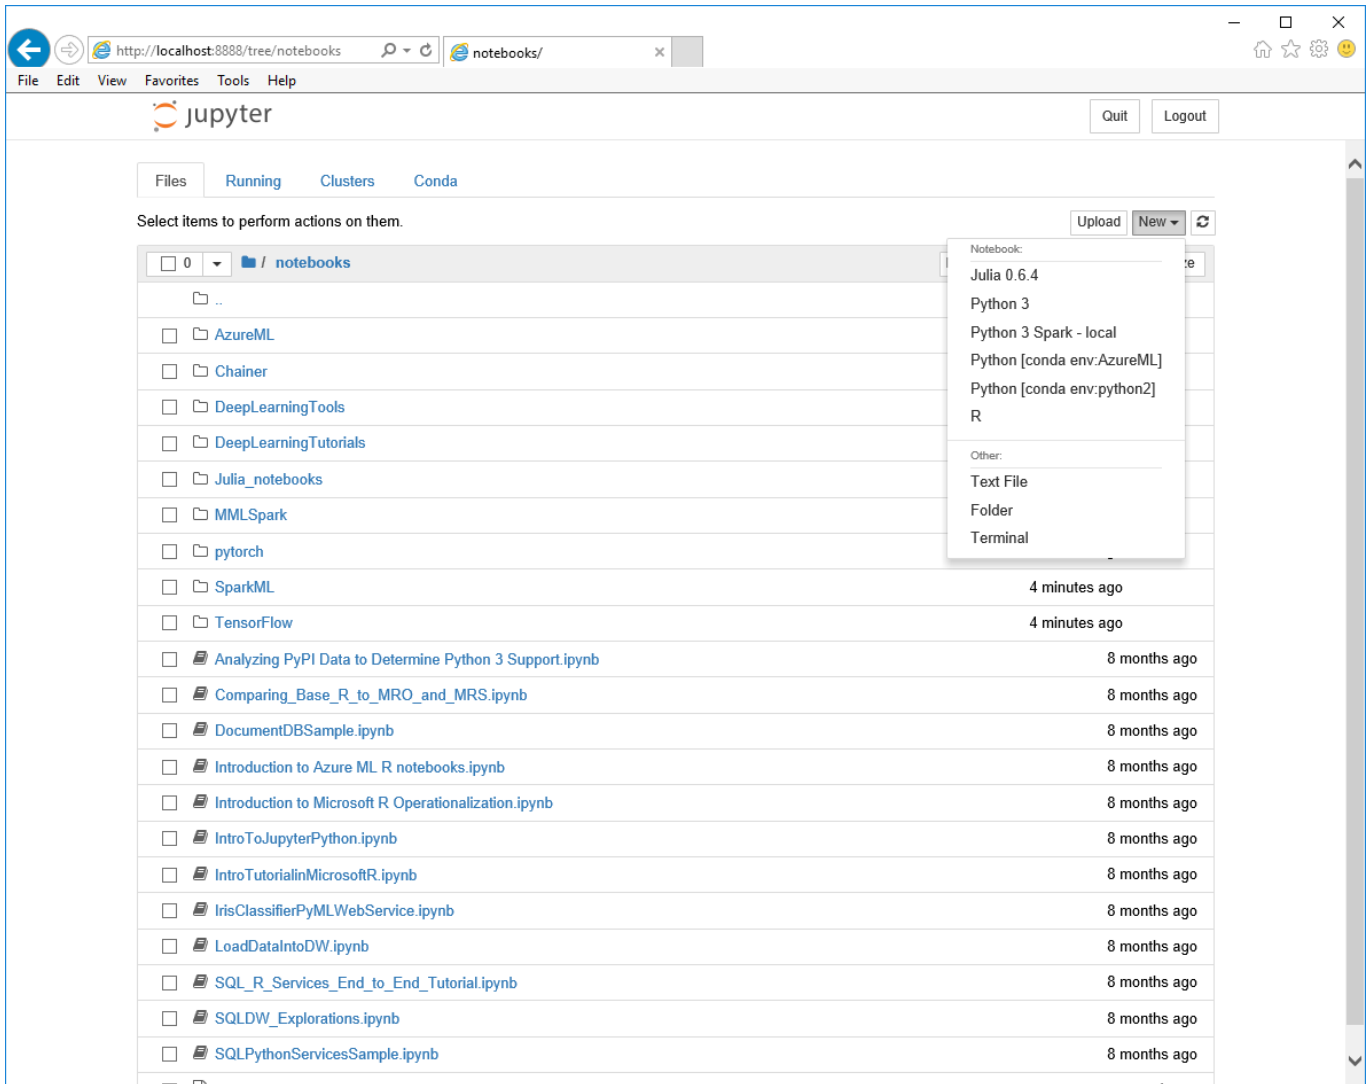 http://localhost:8888/tree/notebooks
notebooks/
File Edit View Favorites Tools Help
jupyter
Quit Logout
Files Running Clusters Conda
Select items to perform actions on them.
Upload New
0 / notebooks
Notebook:
Julia 0.6.4
Python 3
Python 3 Spark - local
Python [conda env:AzureML]
Python [conda env:python2]
R
Other:
Text File
Folder
Terminal
..
AzureML
Chainer
DeepLearningTools
DeepLearningTutorials
Julia_notebooks
MMLSpark
pytorch
SparkML 4 minutes ago
TensorFlow 4 minutes ago
Analyzing PyPI Data to Determine Python 3 Support.ipynb 8 months ago
Comparing_Base_R_to_MRO_and_MRS.ipynb 8 months ago
DocumentDBSample.ipynb 8 months ago
Introduction to Azure ML R notebooks.ipynb 8 months ago
Introduction to Microsoft R Operationalization.ipynb 8 months ago
IntroToJupyterPython.ipynb 8 months ago
IntroTutorialinMicrosoftR.ipynb 8 months ago
IrisClassifierPyMLWebService.ipynb 8 months ago
LoadDataIntoDW.ipynb 8 months ago
SQL_R_Services_End_to_End_Tutorial.ipynb 8 months ago
SQLDW_Explorations.ipynb 8 months ago
SQLPythonServicesSample.ipynb 8 months ago